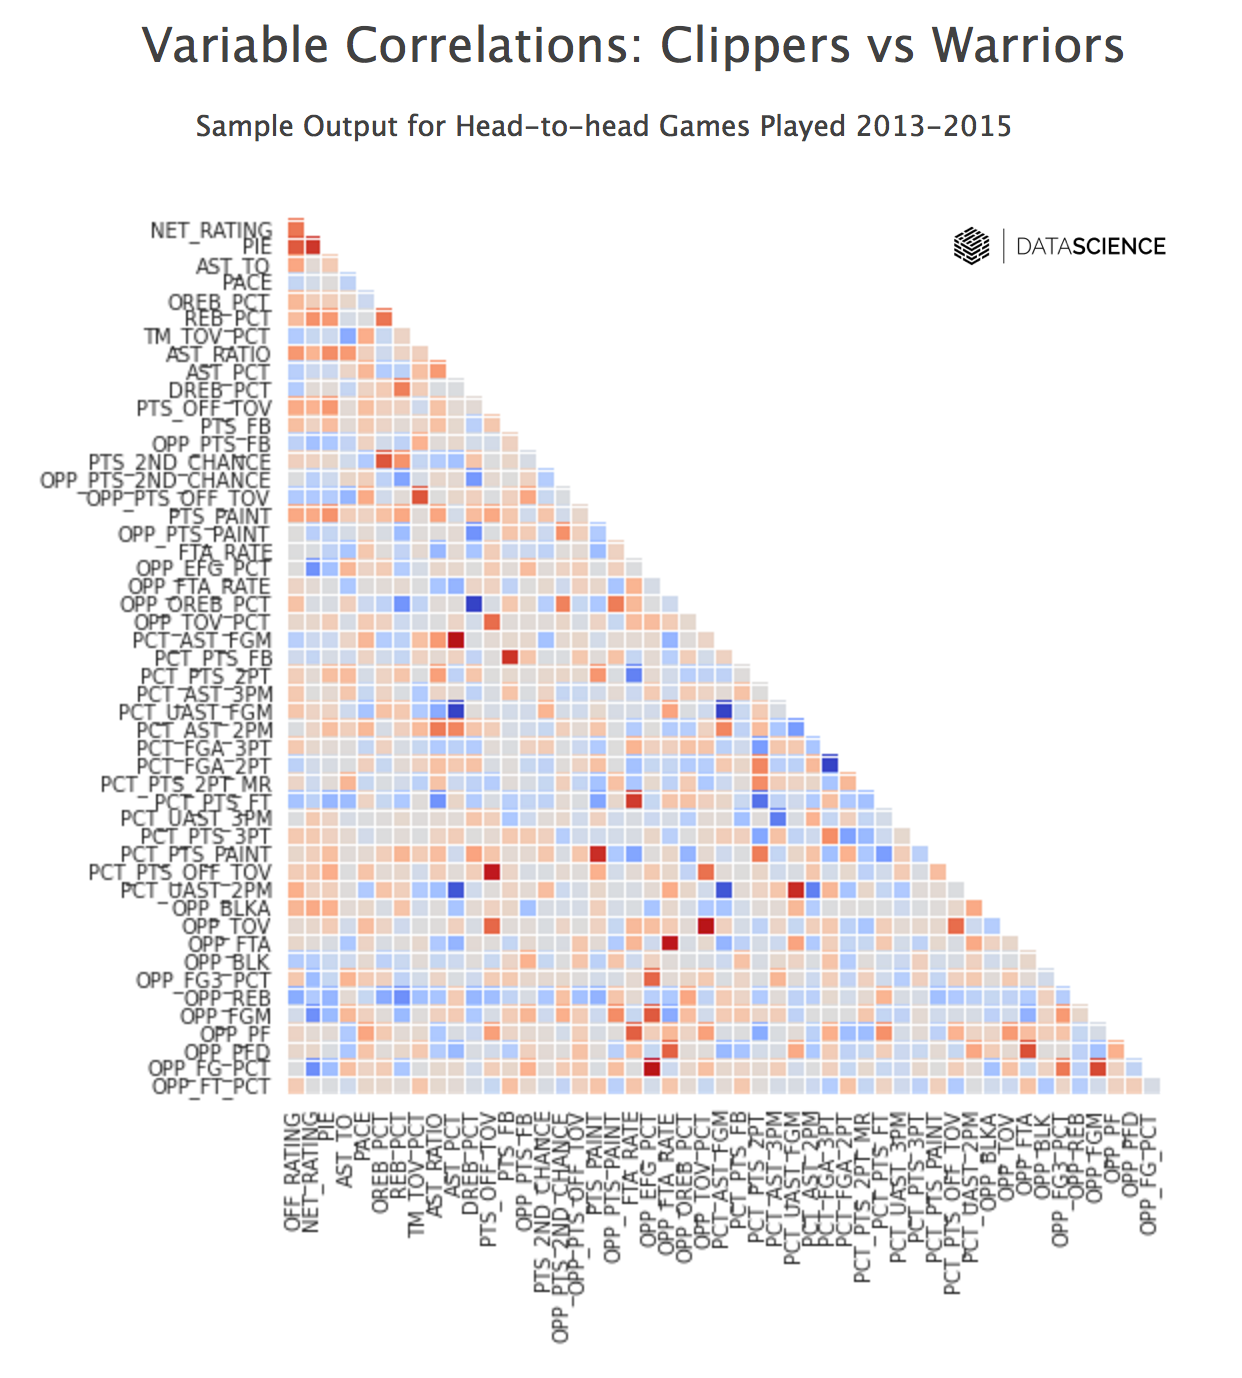 Variable Correlations: Clippers vs Warriors
Sample Output for Head-to-head Games Played 2013-2015
DATASCIENCE
NET_RATING
PIE
AST_TO
PACE
OREB_PCT
REB_PCT
TM_TOV_PCT
AST_RATIO
AST_PCT
DREB_PCT
PTS_OFF_TOV
PTS_FB
OPP_PTS_FB
PTS_2ND_CHANCE
OPP_PTS_2ND_CHANCE
OPP_PTS_OFF_TOV
PTS_PAINT
OPP_PTS_PAINT
FTA_RATE
OPP_EFG_PCT
OPP_FTA_RATE
OPP_OREB_PCT
OPP_TOV_PCT
PCT_AST_FGM
PCT_PTS_FB
PCT_PTS_2PT
PCT_AST_3PM
PCT_UAST_FGM
PCT_AST_2PM
PCT_FGA_3PT
PCT_FGA_2PT
PCT_PTS_2PT_MR
PCT_PTS_FT
PCT_UAST_3PM
PCT_PTS_3PT
PCT_PTS_PAINT
PCT_PTS_OFF_TOV
PCT_UAST_2PM
OPP_BLKA
OPP_TOV
OPP_FTA
OPP_BLK
OPP_FG3_PCT
OPP_REB
OPP_FGM
OPP_PF
OPP_PFD
OPP_FG_PCT
OPP_FT_PCT
OFF_RATING
NET_RATING
PIE
AST_TO
PACE
OREB_PCT
REB_PCT
TM_TOV_PCT
AST_RATIO
AST_PCT
DREB_PCT
PTS_OFF_TOV
PTS_FB
OPP_PTS_FB
PTS_2ND_CHANCE
OPP_PTS_2ND_CHANCE
OPP_PTS_OFF_TOV
PTS_PAINT
OPP_PTS_PAINT
FTA_RATE
OPP_EFG_PCT
OPP_FTA_RATE
OPP_OREB_PCT
OPP_TOV_PCT
PCT_AST_FGM
PCT_PTS_FB
PCT_PTS_2PT
PCT_AST_3PM
PCT_UAST_FGM
PCT_AST_2PM
PCT_FGA_3PT
PCT_FGA_2PT
PCT_PTS_2PT_MR
PCT_PTS_FT
PCT_UAST_3PM
PCT_PTS_3PT
PCT_PTS_PAINT
PCT_PTS_OFF_TOV
PCT_UAST_2PM
OPP_BLKA
OPP_TOV
OPP_FTA
OPP_BLK
OPP_FG3_PCT
OPP_REB
OPP_FGM
OPP_PF
OPP_PFD
OPP_FG_PCT